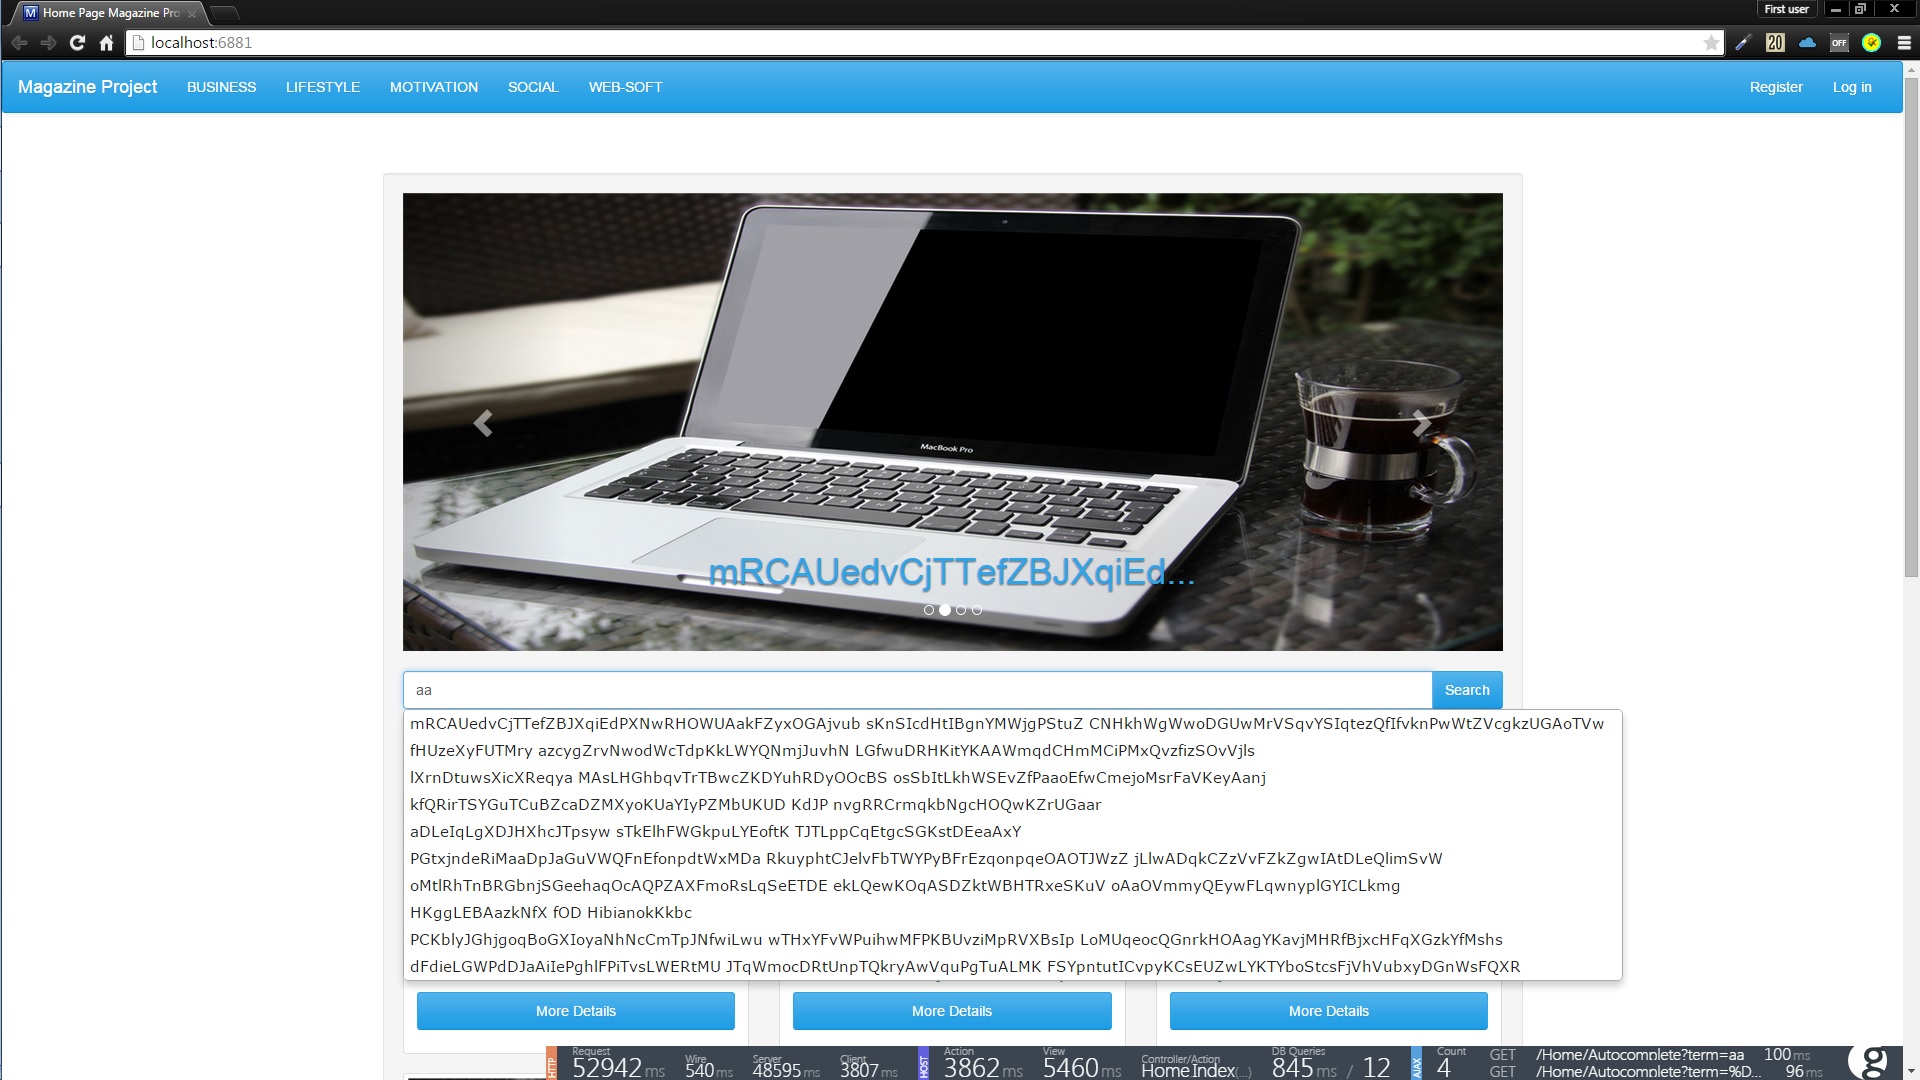 Home Page Magazine Pro
First user
localhost:6881
20
OFF
Magazine Project BUSINESS LIFESTYLE MOTIVATION SOCIAL WEB-SOFT Register Log in
MacBook Pro
mRCAUedvCjTTefZBJXqiEd...
aa
Search
mRCAUedvCjTTefZBJXqiEdPXNwRHOWUAakFZyxOGAjvub sKnSIcdHtIBgnYMWjgPStuZ CNHkhWgWwoDGUwMrVSqvYSIqtezQfIfvknPwWtZVcgkzUGAoTVw
fHUzeXyFUTMry azcygZrvNwodWcTdpKkLWYQNmjJuvhN LGfwuDRHKitYKAAWmqdCHmMCiPMxQvzfizSOvVjls
lXrnDtuwsXicXReqya MAsLHGhbqvTrTBwcZKDYuhRDyOOcBS osSbItLkhWSEvZfPaaoEfwCmejoMsrFaVKeyAanj
kfQRirTSYGuTCuBZcaDZMXyoKUaYIyPZMbUKUD KdJP nvgRRCrmqkbNgcHOQwKZrUGaar
aDLeIqLgXDJHXhcJTpsyw sTkElhFWGkpuLYEoftK TJTLppCqEtgcSGKstDEeaAxY
PGtxjndeRiMaaDpJaGuVWQFnEfonpdtWxMDa RkuyphtCJelvFbTWYPyBFrEzqonpqeOAOTJWzZ jLlwADqkCZzVvFZkZgwIAtDLeQlimSvW
oMtlRhTnBRGbnjSGeehaqOcAQPZAXFmoRsLqSeETDE ekLQewKOqASDZktWBHTRxeSKuV oAaOVmmyQEywFLqwnyplGYICLkmg
HKggLEBAazkNfX fOD HibianokKkbc
PCKblyJGhjgoqBoGXIoyaNhNcCmTpJNfwiLwu wTHxYFvWPuihwMFPKBUvziMpRVXBsIp LoMUqeocQGnrkHOAagYKavjMHRfBjxcHFqXGzkYfMshs
dFdieLGWPdDJaAiIePghlFPiTvsLWERtMU JTqWmocDRtUnpTQkryAwVquPgTuALMK FSYpntutICvpyKCsEUZwLYKTYboStcsFjVhVubxyDGnWsFQXR
More Details More Details More Details
HTTP Request 52942 ms Wire 540 ms Server 48595 ms Client 3807 ms
HOST Action 3862 ms View 5460 ms Controller/Action HomeIndex(...) DB Queries 845 ms / 12
AJAX Count 4
GET /Home/Autocomplete?term=aa 100 ms
GET /Home/Autocomplete?term=%D... 96 ms
g